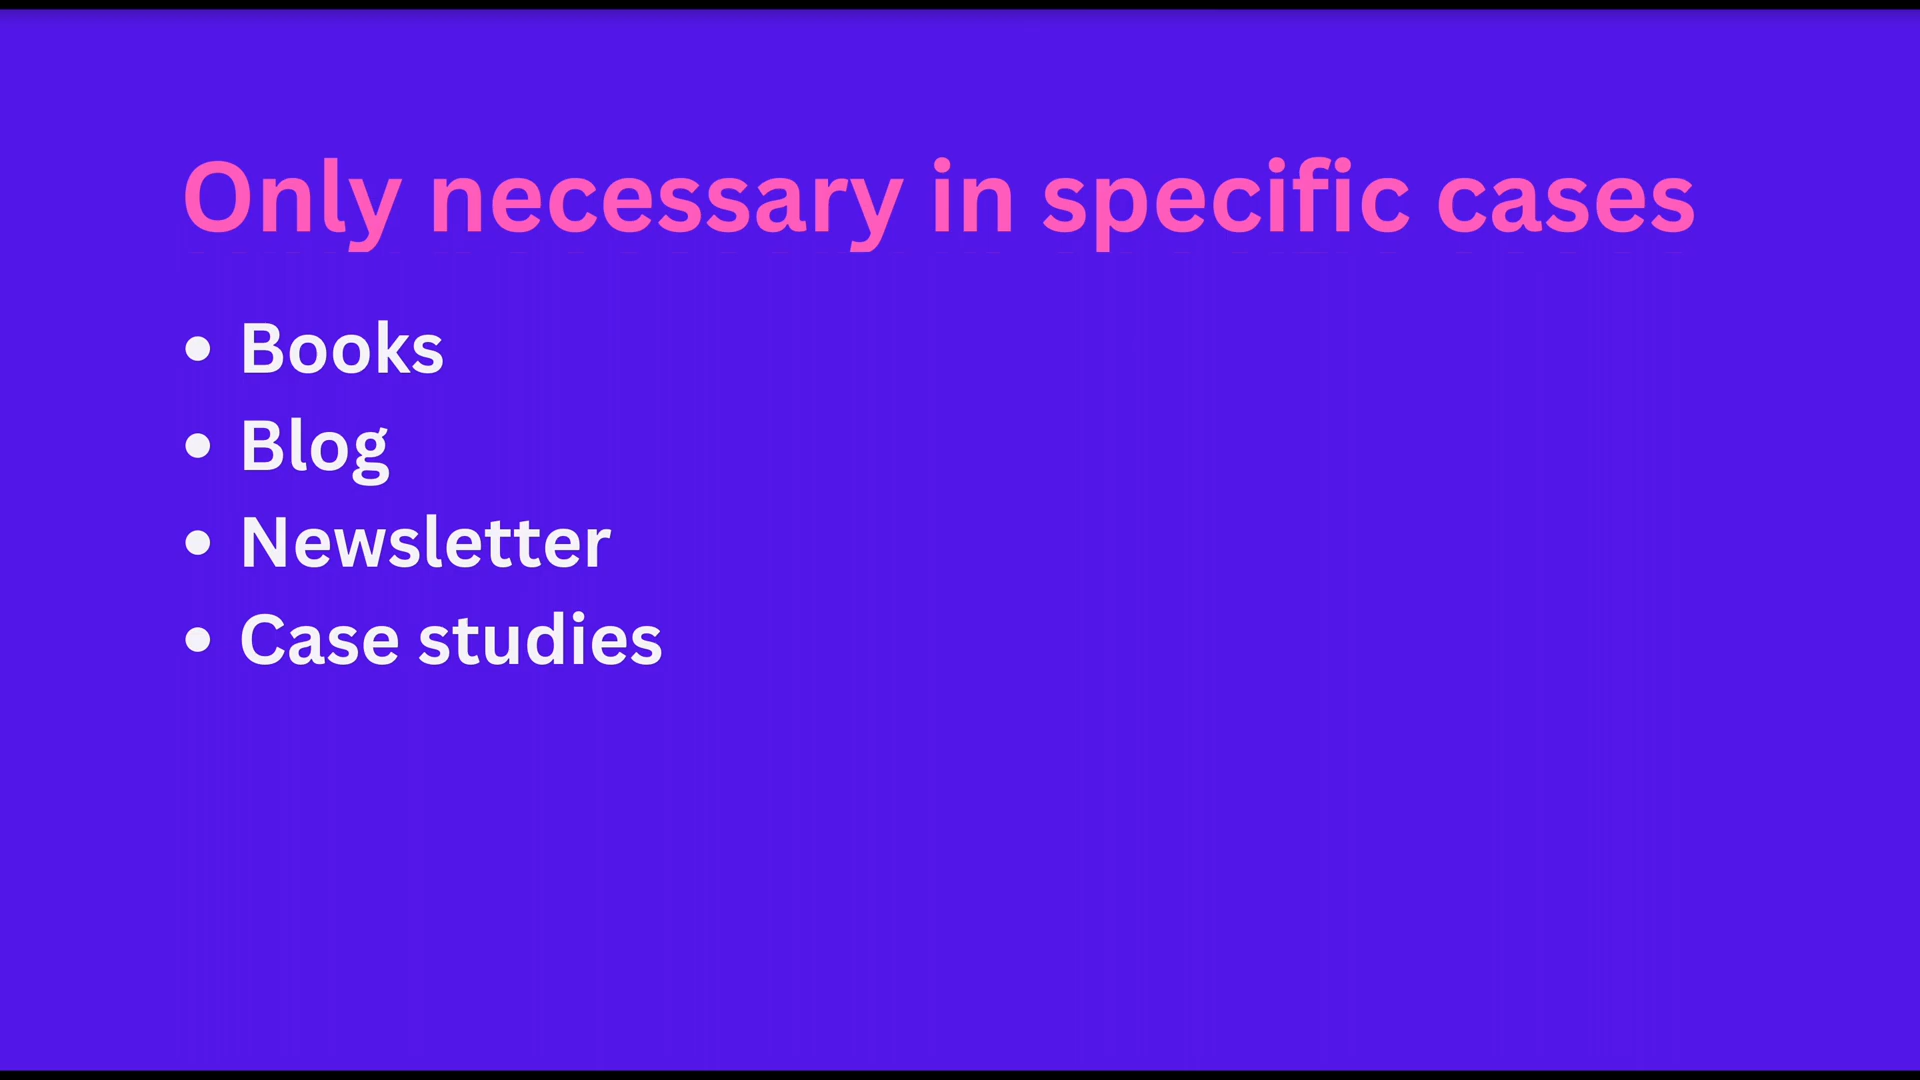 Only necessary in specific cases
• Books
• Blog
• Newsletter
• Case studies